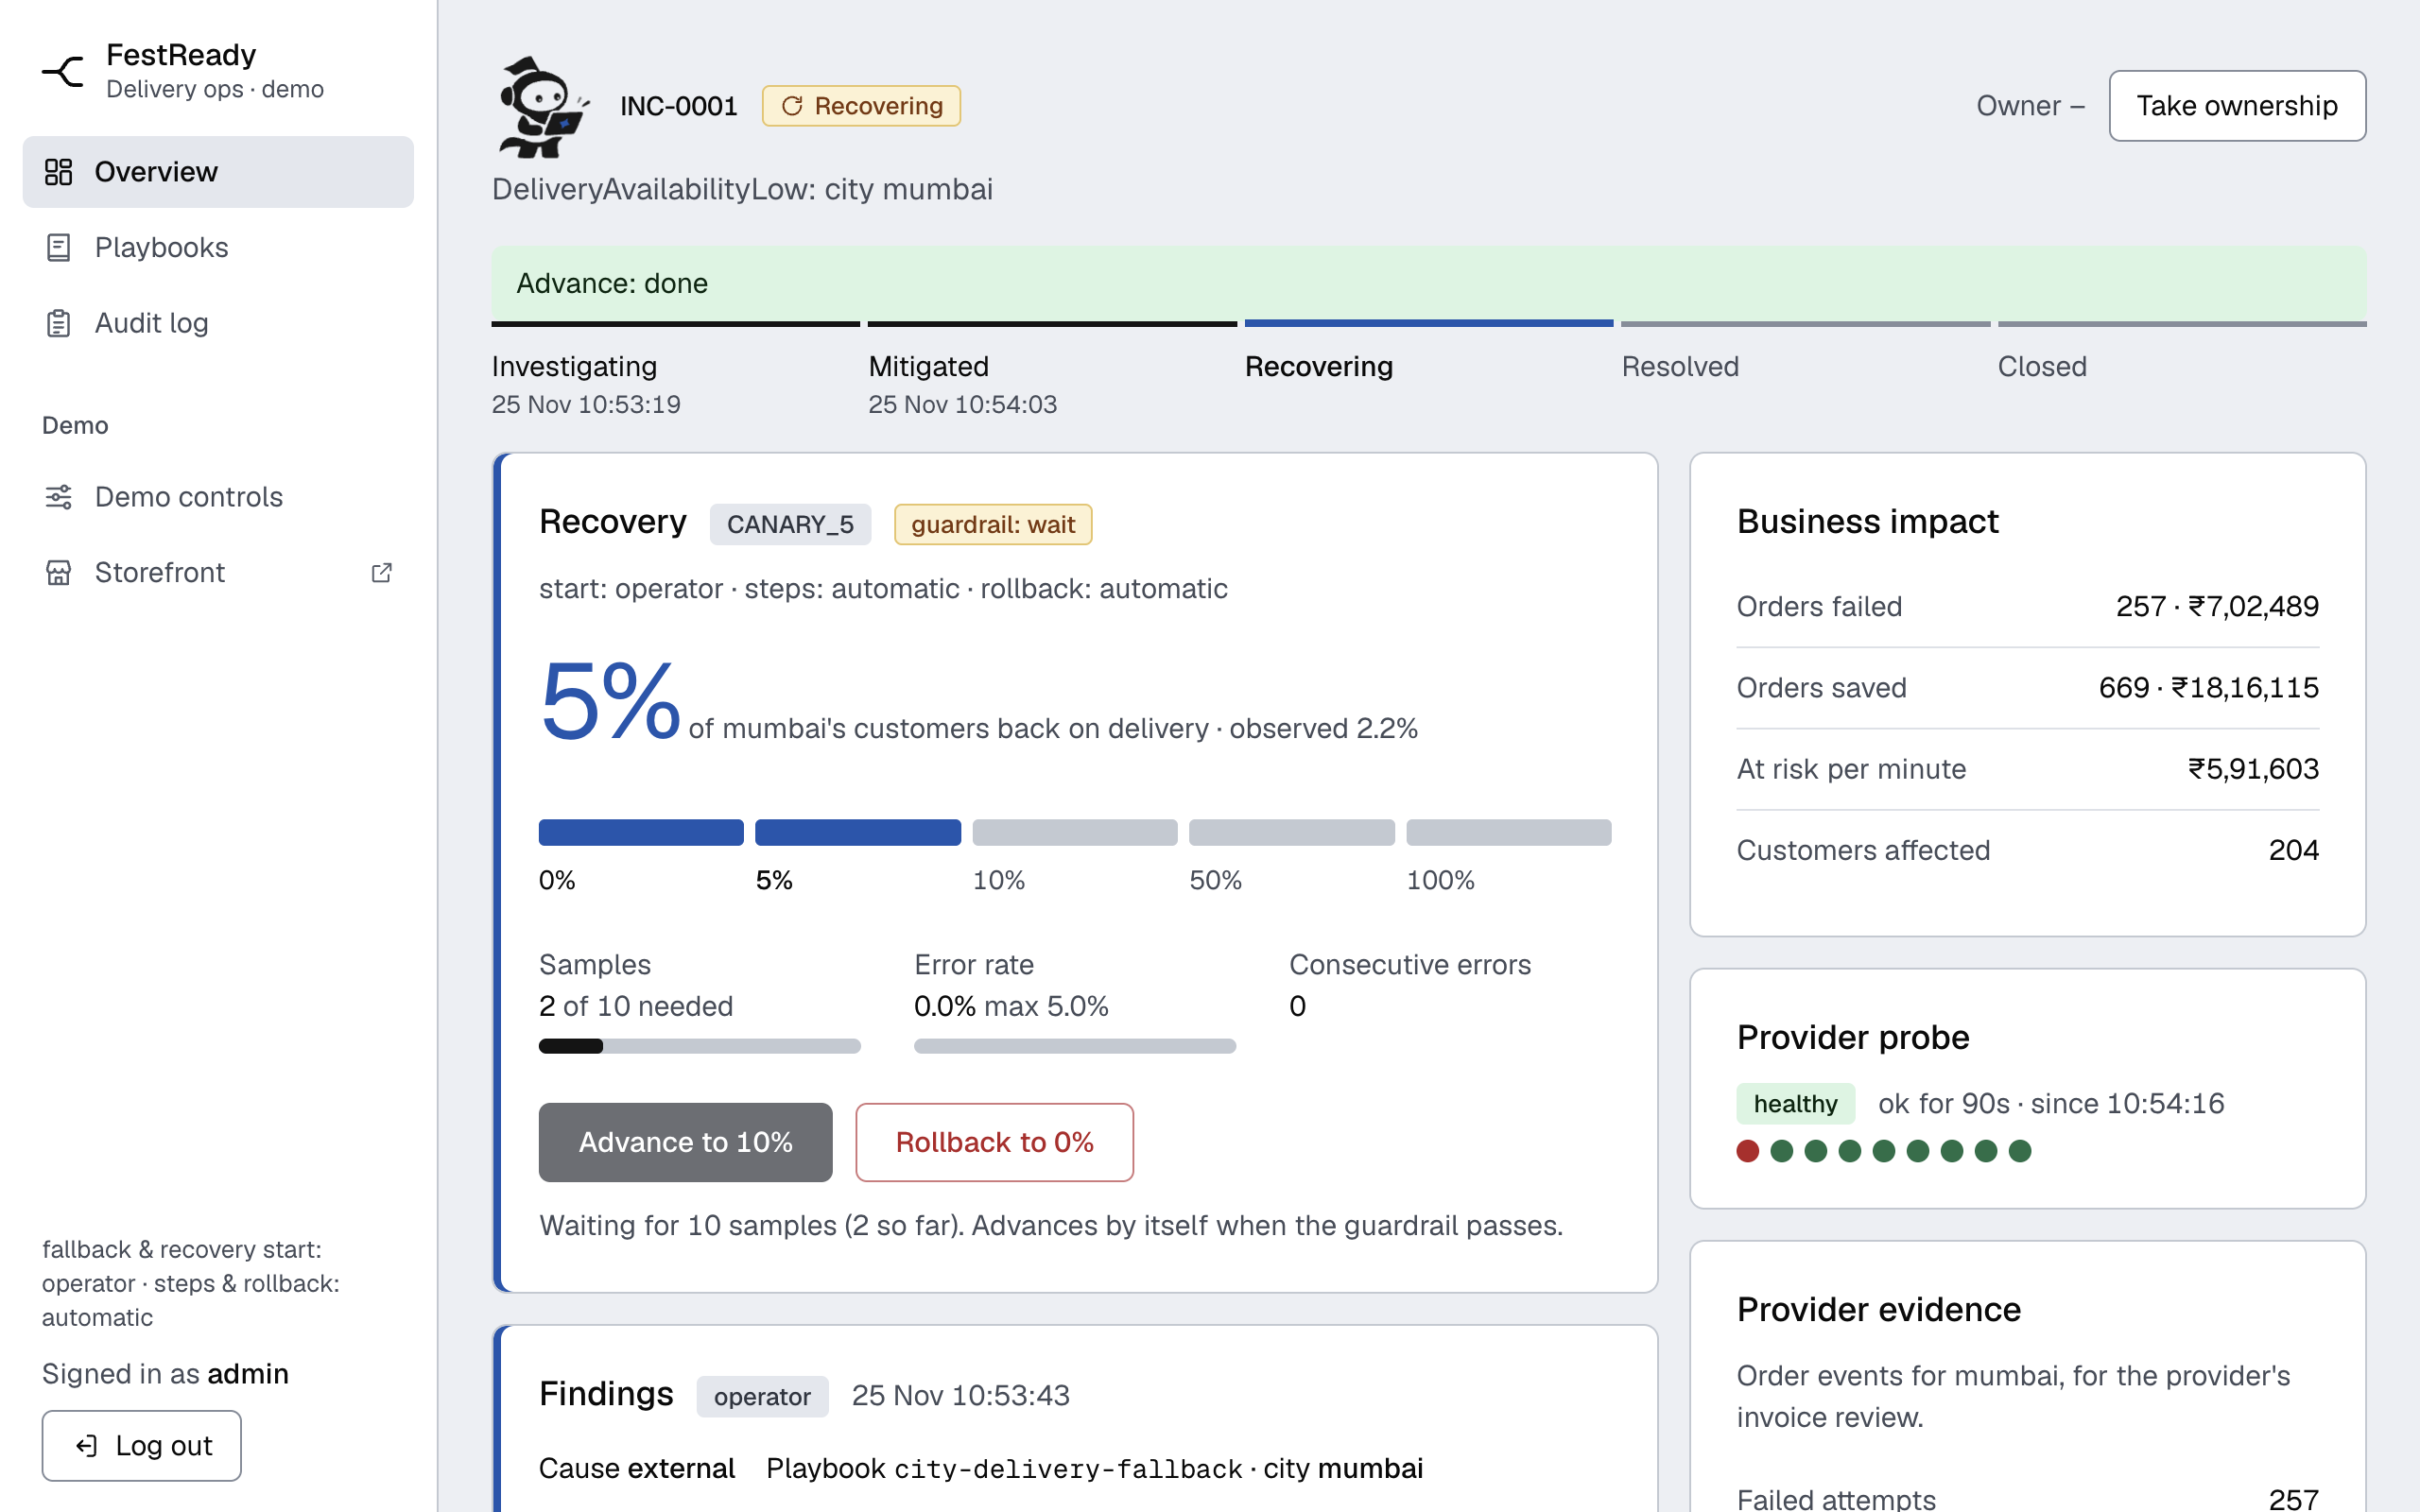 FestReady
Delivery ops · demo
Overview
Playbooks
Audit log
Demo
Demo controls
Storefront
fallback & recovery start:
operator · steps & rollback:
automatic
Signed in as admin
Log out
INC-0001
Recovering
Owner –
Take ownership
DeliveryAvailabilityLow: city mumbai
Advance: done
Investigating
25 Nov 10:53:19
Mitigated
25 Nov 10:54:03
Recovering
Resolved
Closed
Recovery
CANARY_5
guardrail: wait
start: operator · steps: automatic · rollback: automatic
5% of mumbai's customers back on delivery · observed 2.2%
0%
5%
10%
50%
100%
Samples
2 of 10 needed
Error rate
0.0% max 5.0%
Consecutive errors
0
Advance to 10%
Rollback to 0%
Waiting for 10 samples (2 so far). Advances by itself when the guardrail passes.
Findings
operator
25 Nov 10:53:43
Cause external Playbook city-delivery-fallback · city mumbai
Business impact
Orders failed 257 · ₹7,02,489
Orders saved 669 · ₹18,16,115
At risk per minute ₹5,91,603
Customers affected 204
Provider probe
healthy ok for 90s · since 10:54:16
Provider evidence
Order events for mumbai, for the provider's
invoice review.
Failed attempts 257